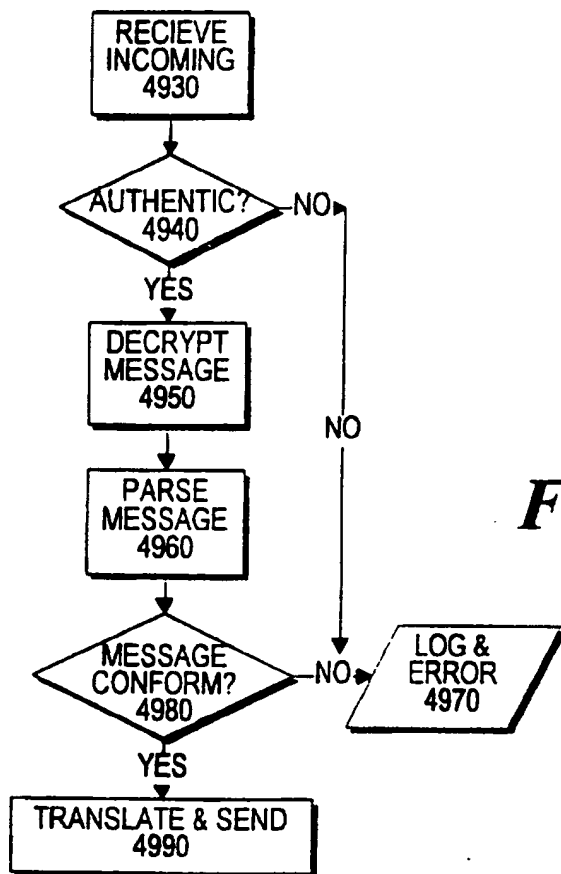 RECIEVE
INCOMING
4930
AUTHENTIC?
4940
NO
YES
DECRYPT
MESSAGE
4950
NO
PARSE
MESSAGE
4960
F
MESSAGE
CONFORM?
4980
NO
LOG &
ERROR
4970
YES
TRANSLATE & SEND
4990